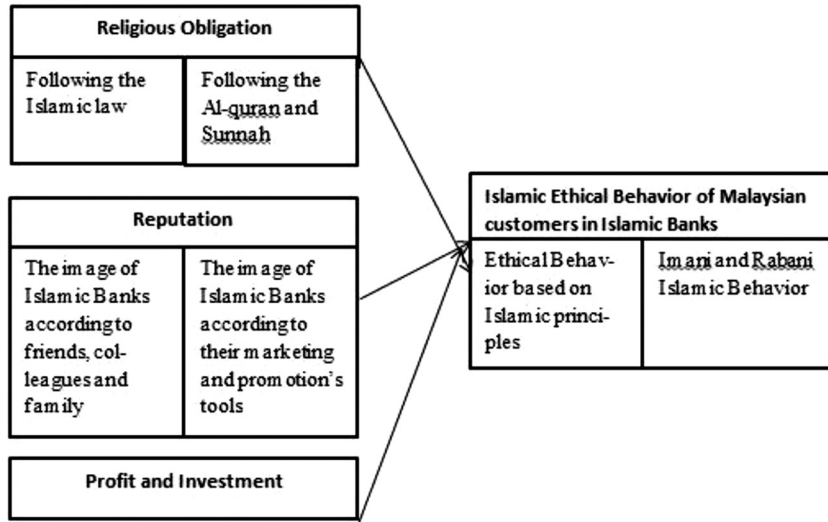 Religious Obligation
Following the
Islamic law
Following the
Al-quran and
Sunnah
Reputation
The image of
Islamic Banks
according to
friends, col-
leagues and
family
The image of
Islamic Banks
according to
their marketing
and promotion's
tools
Profit and Investment
Islamic Ethical Behavior of Malaysian
customers in Islamic Banks
Ethical Behav-
ior based on
Islamic princi-
ples
Imani and Rabani
Islamic Behavior